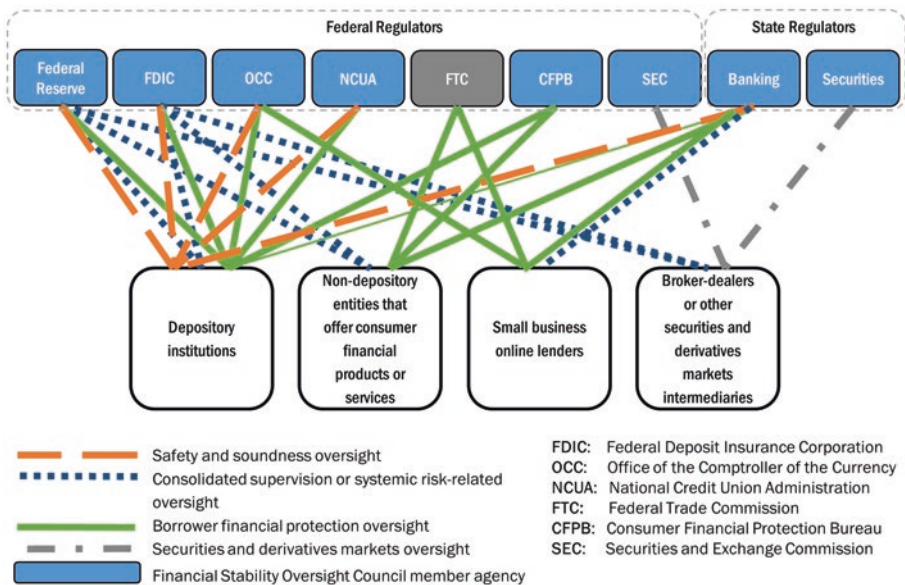 Federal Regulators
State Regulators
Federal
Reserve
FDIC
OCC
NCUA
FTC
CFPB
SEC
Banking
Securities
Depository
institutions
Non-depository
entities that
offer consumer
financial
products or
services
Small business
online lenders
Broker-dealers
or other
securities and
derivatives
markets
intermediaries
Safety and soundness oversight
Consolidated supervision or systemic risk-related
oversight
Borrower financial protection oversight
Securities and derivatives markets oversight
Financial Stability Oversight Council member agency
FDIC: Federal Deposit Insurance Corporation
OCC: Office of the Comptroller of the Currency
NCUA: National Credit Union Administration
FTC: Federal Trade Commission
CFPB: Consumer Financial Protection Bureau
SEC: Securities and Exchange Commission